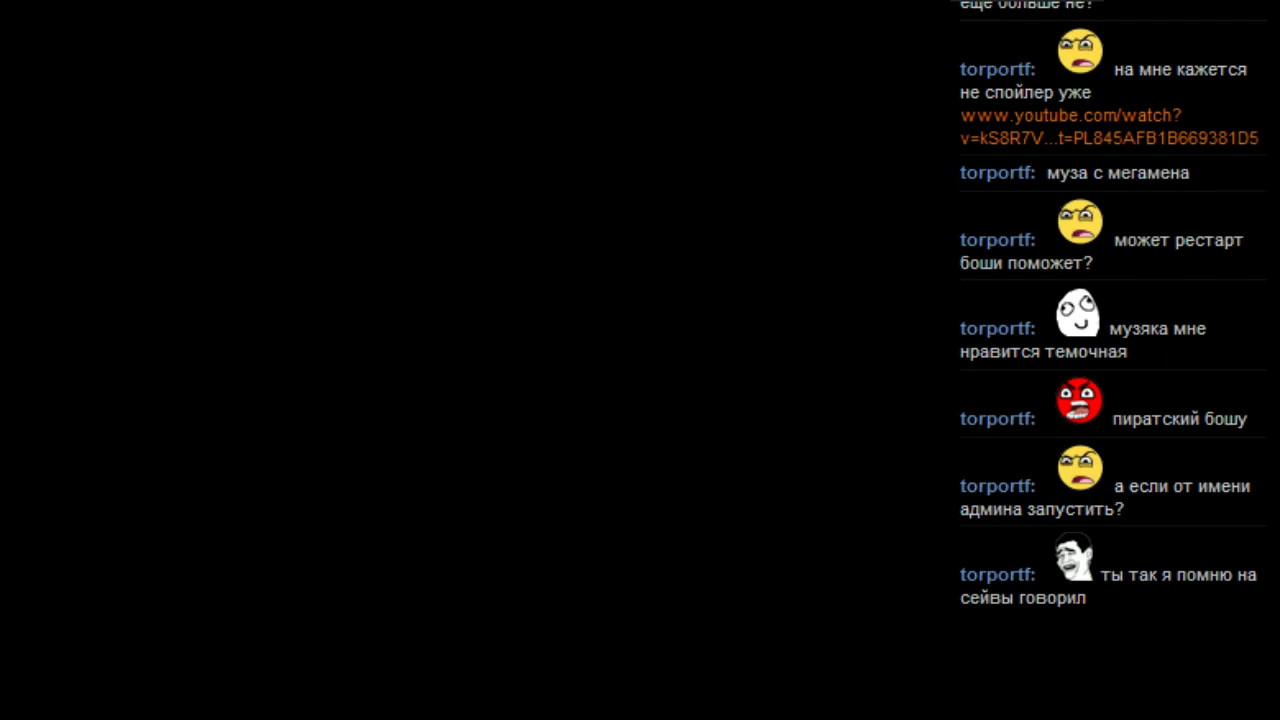 еще больше не?
torportf: на мне кажется
не спойлер уже
www.youtube.com/watch?
v=kS8R7V...t=PL845AFB1B669381D5
torportf: муза с мегамена
torportf: может рестарт
боши поможет?
torportf: музяка мне
нравится темочная
torportf: пиратский бошу
torportf: а если от имени
админа запустить?
torportf: ты так я помню на
сейвы говорил